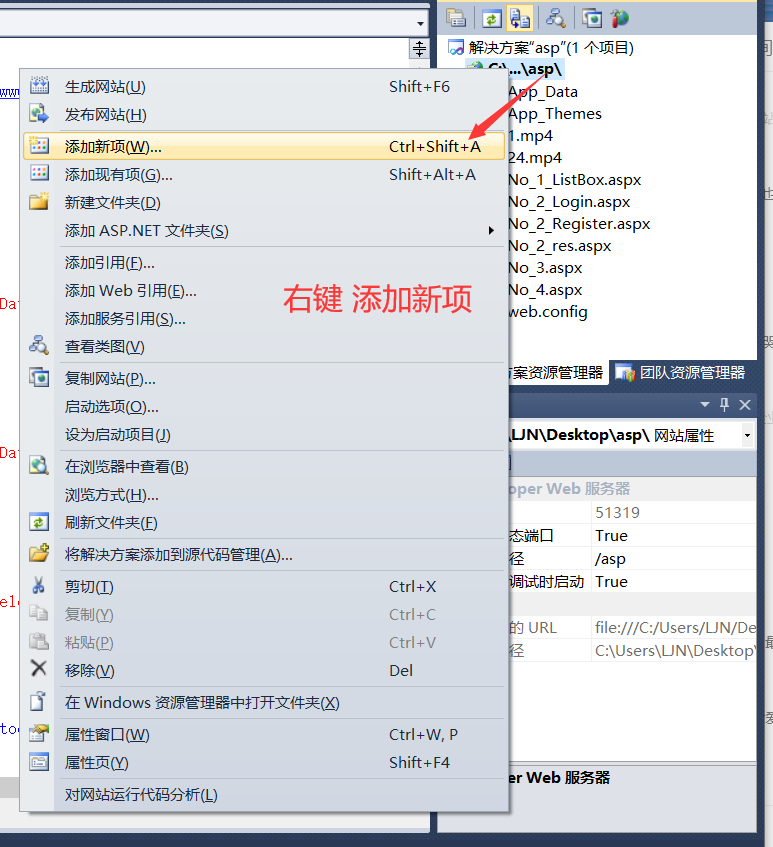 解决方案“asp”(1 个项目)
C:\...\asp\
App_Data
App_Themes
1.mp4
24.mp4
No_1_ListBox.aspx
No_2_Login.aspx
No_2_Register.aspx
No_2_res.aspx
No_3.aspx
No_4.aspx
web.config
生成网站(U) Shift+F6
发布网站(H)
添加新项(W)... Ctrl+Shift+A
添加现有项(G)... Shift+Alt+A
新建文件夹(D)
添加 ASP.NET 文件夹(S)
添加引用(F)...
添加 Web 引用(E)...
添加服务引用(S)...
查看类图(V)
复制网站(P)...
启动选项(O)...
设为启动项目(J)
在浏览器中查看(B)
浏览方式(H)...
刷新文件夹(F)
将解决方案添加到源代码管理(A)...
剪切(T) Ctrl+X
复制(Y) Ctrl+C
粘贴(P) Ctrl+V
移除(V) Del
在 Windows 资源管理器中打开文件夹(X)
属性窗口(W) Ctrl+W, P
属性页(Y) Shift+F4
对网站运行代码分析(L)
右键 添加新项
www
Dat
Dat
elc
too
方案资源管理器 团队资源管理器
\LJN\Desktop\asp\ 网站属性
oper Web 服务器
51319
态端口 True
径 /asp
调试时启动 True
的 URL file:///C:/Users/LJN/De
径 C:\Users\LJN\Desktop\
er Web 服务器